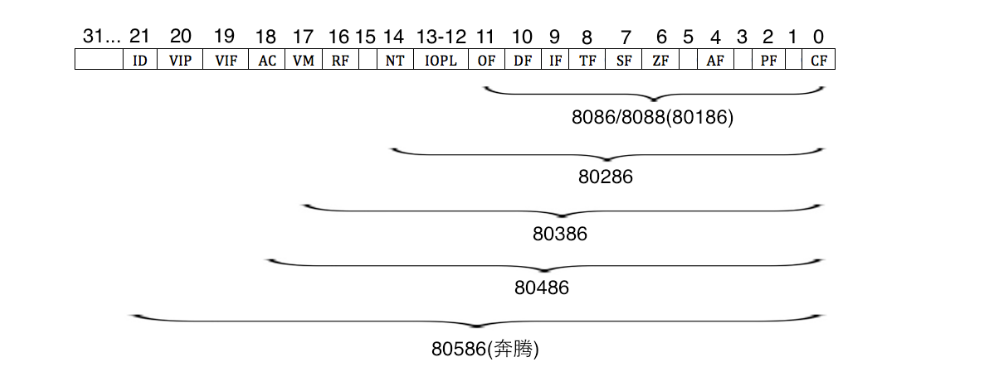 31... 21 20 19 18 17 16 15 14 13-12 11 10 9 8 7 6 5 4 3 2 1 0
ID VIP VIF AC VM RF NT IOPL OF DF IF TF SF ZF AF PF CF
8086/8088(80186)
80286
80386
80486
80586(奔腾)